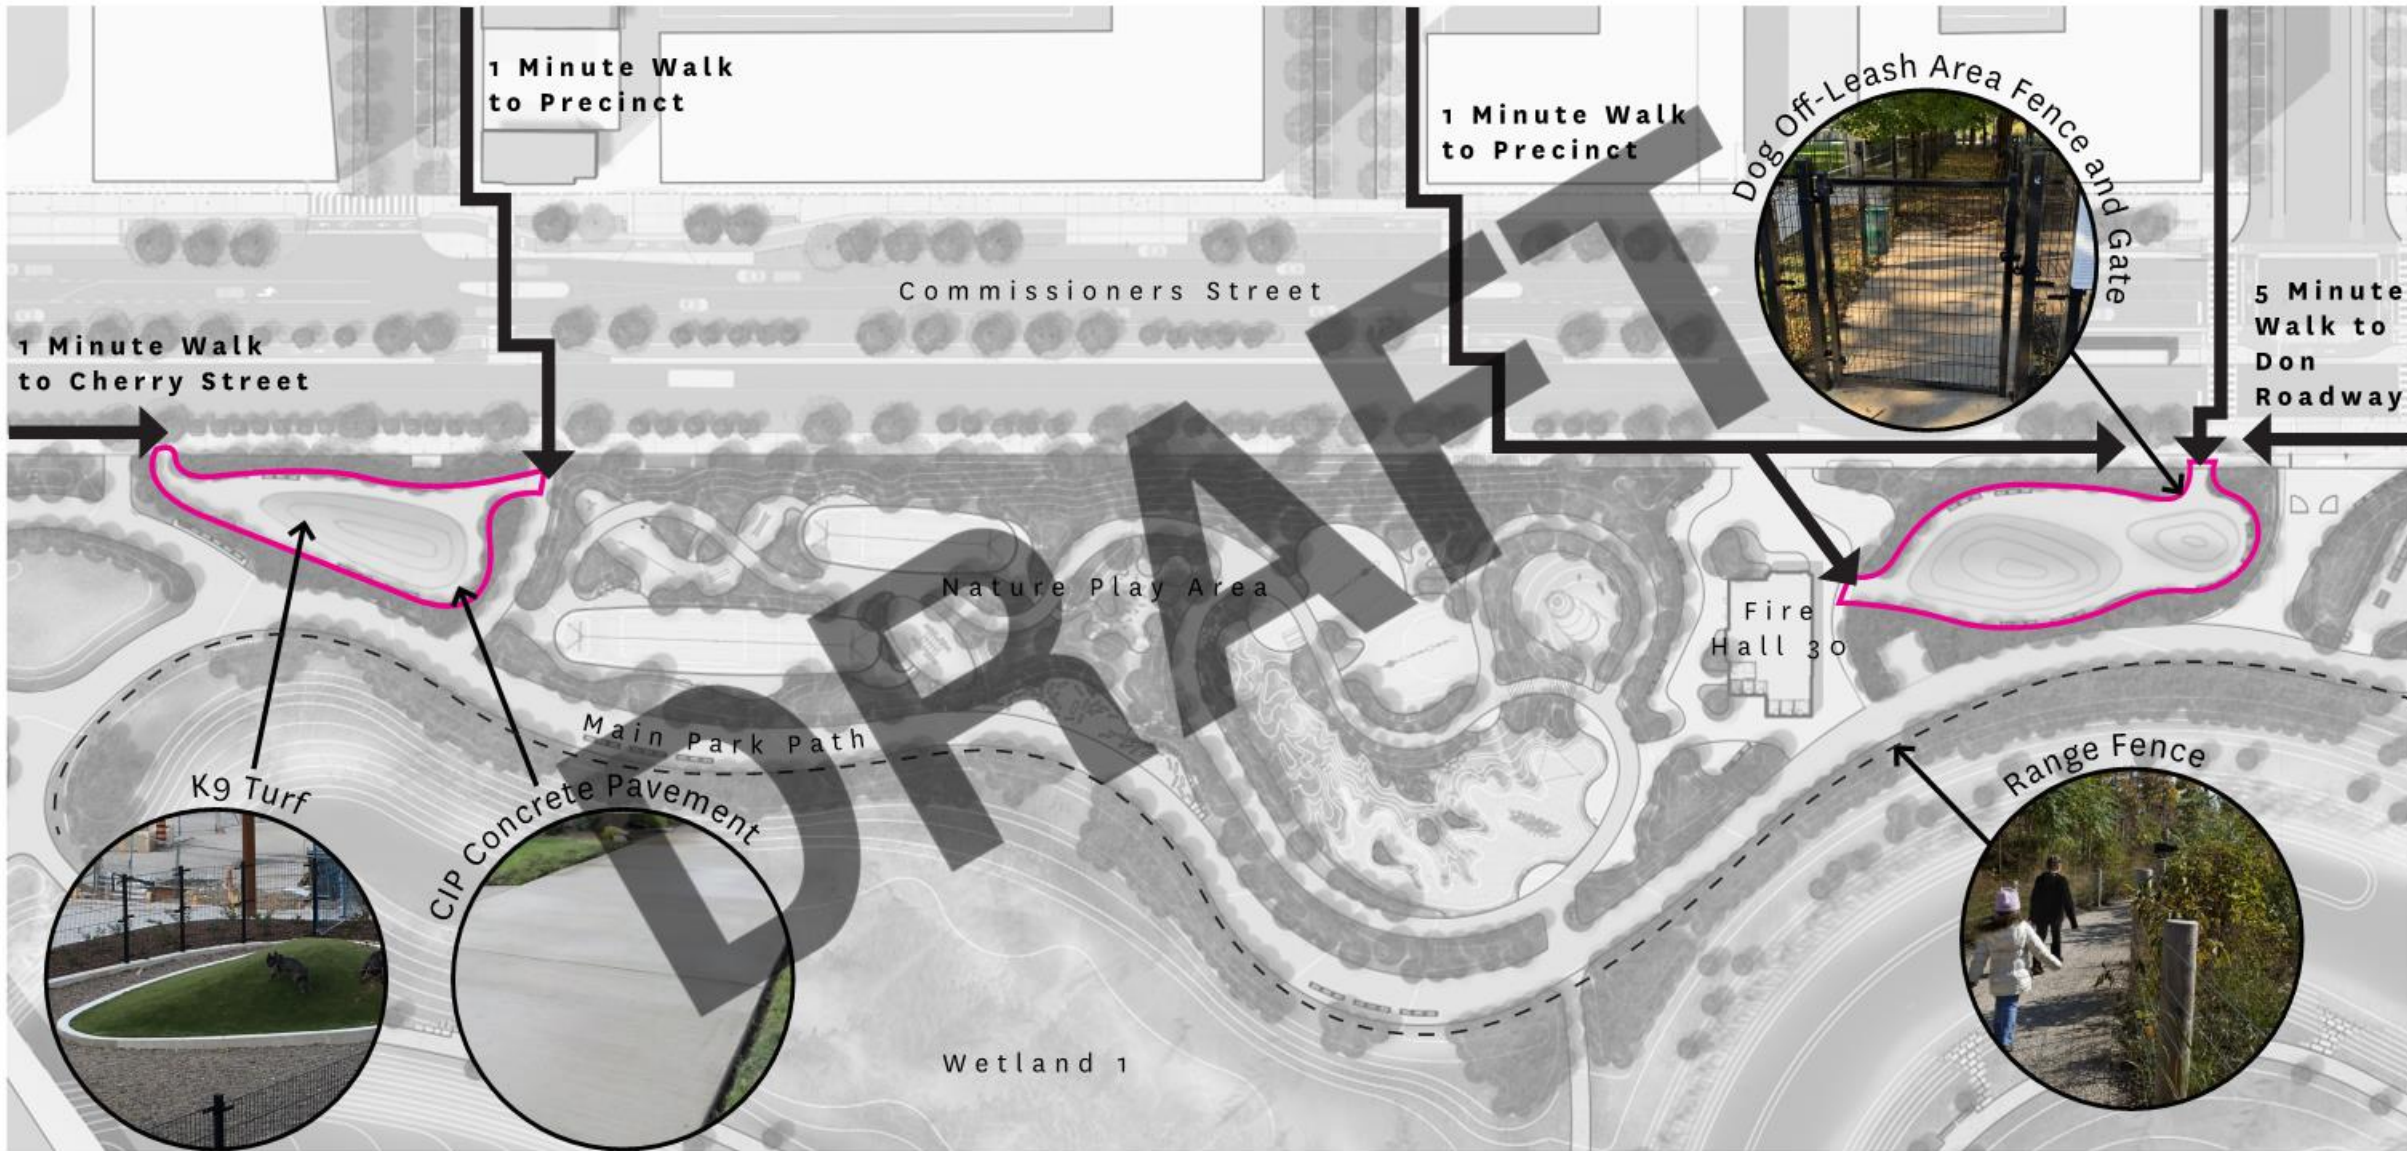 1 Minute Walk
to Precinct
1 Minute Walk
to Precinct
Dog Off-Leash Area Fence and Gate
Commissioners Street
5 Minute
Walk to
Don
Roadway
1 Minute Walk
to Cherry Street
Nature Play Area
Fire
Hall 30
Main Park Path
K9 Turf
CIP Concrete Pavement
Range Fence
Wetland 1
DRAFT